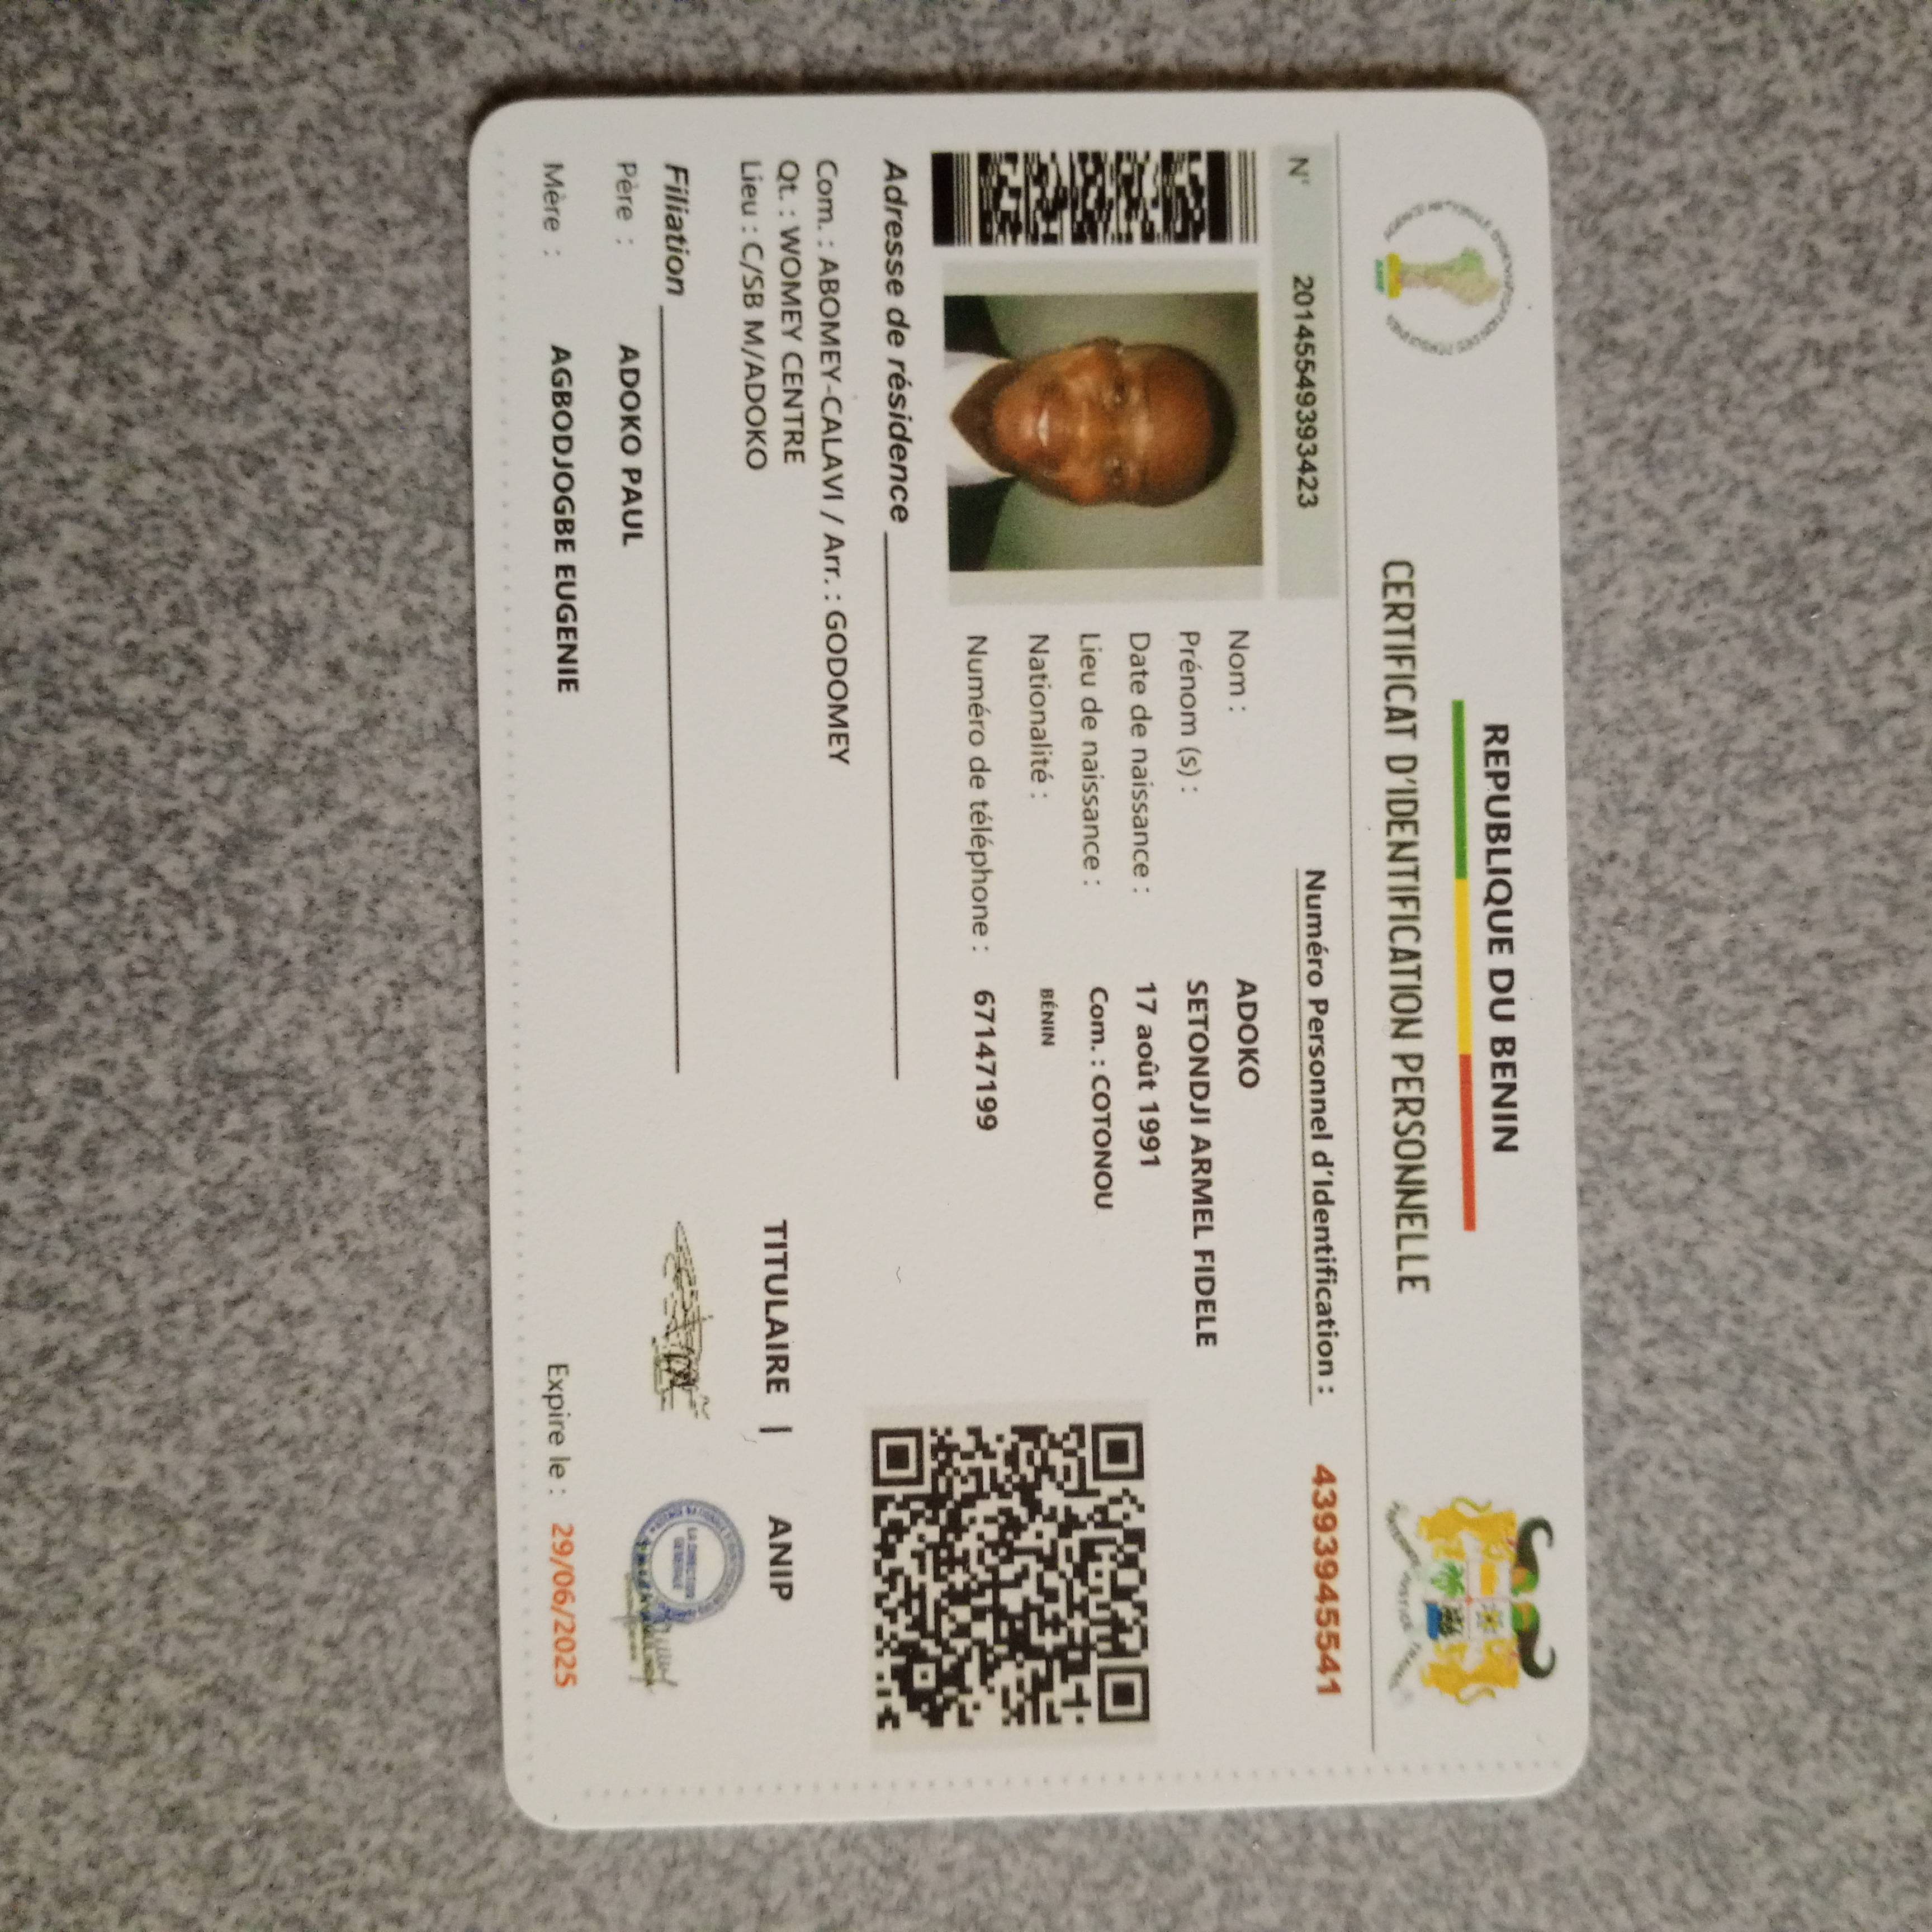 REPUBLIQUE DU BENIN
CERTIFICAT D'IDENTIFICATION PERSONNELLE
N° 2014554939393423
Numéro Personnel d'Identification : 4393945541
Nom : ADOKO
Prénom (s) : SETONDJI ARMEL FIDELE
Date de naissance : 17 août 1991
Lieu de naissance : Com. : COTONOU
Nationalité : BÉNIN
Numéro de téléphone : 67147199
Adresse de résidence
Com. : ABOMEY-CALAVI / Arr. : GODOMEY
Qt. : WOMEY CENTRE
Lieu : C/SB M/ADOKO
TITULAIRE | ANIP
Filiation
Père : ADOKO PAUL
Mère : AGBODJOGBE EUGENIE
Expire le : 29/06/2025